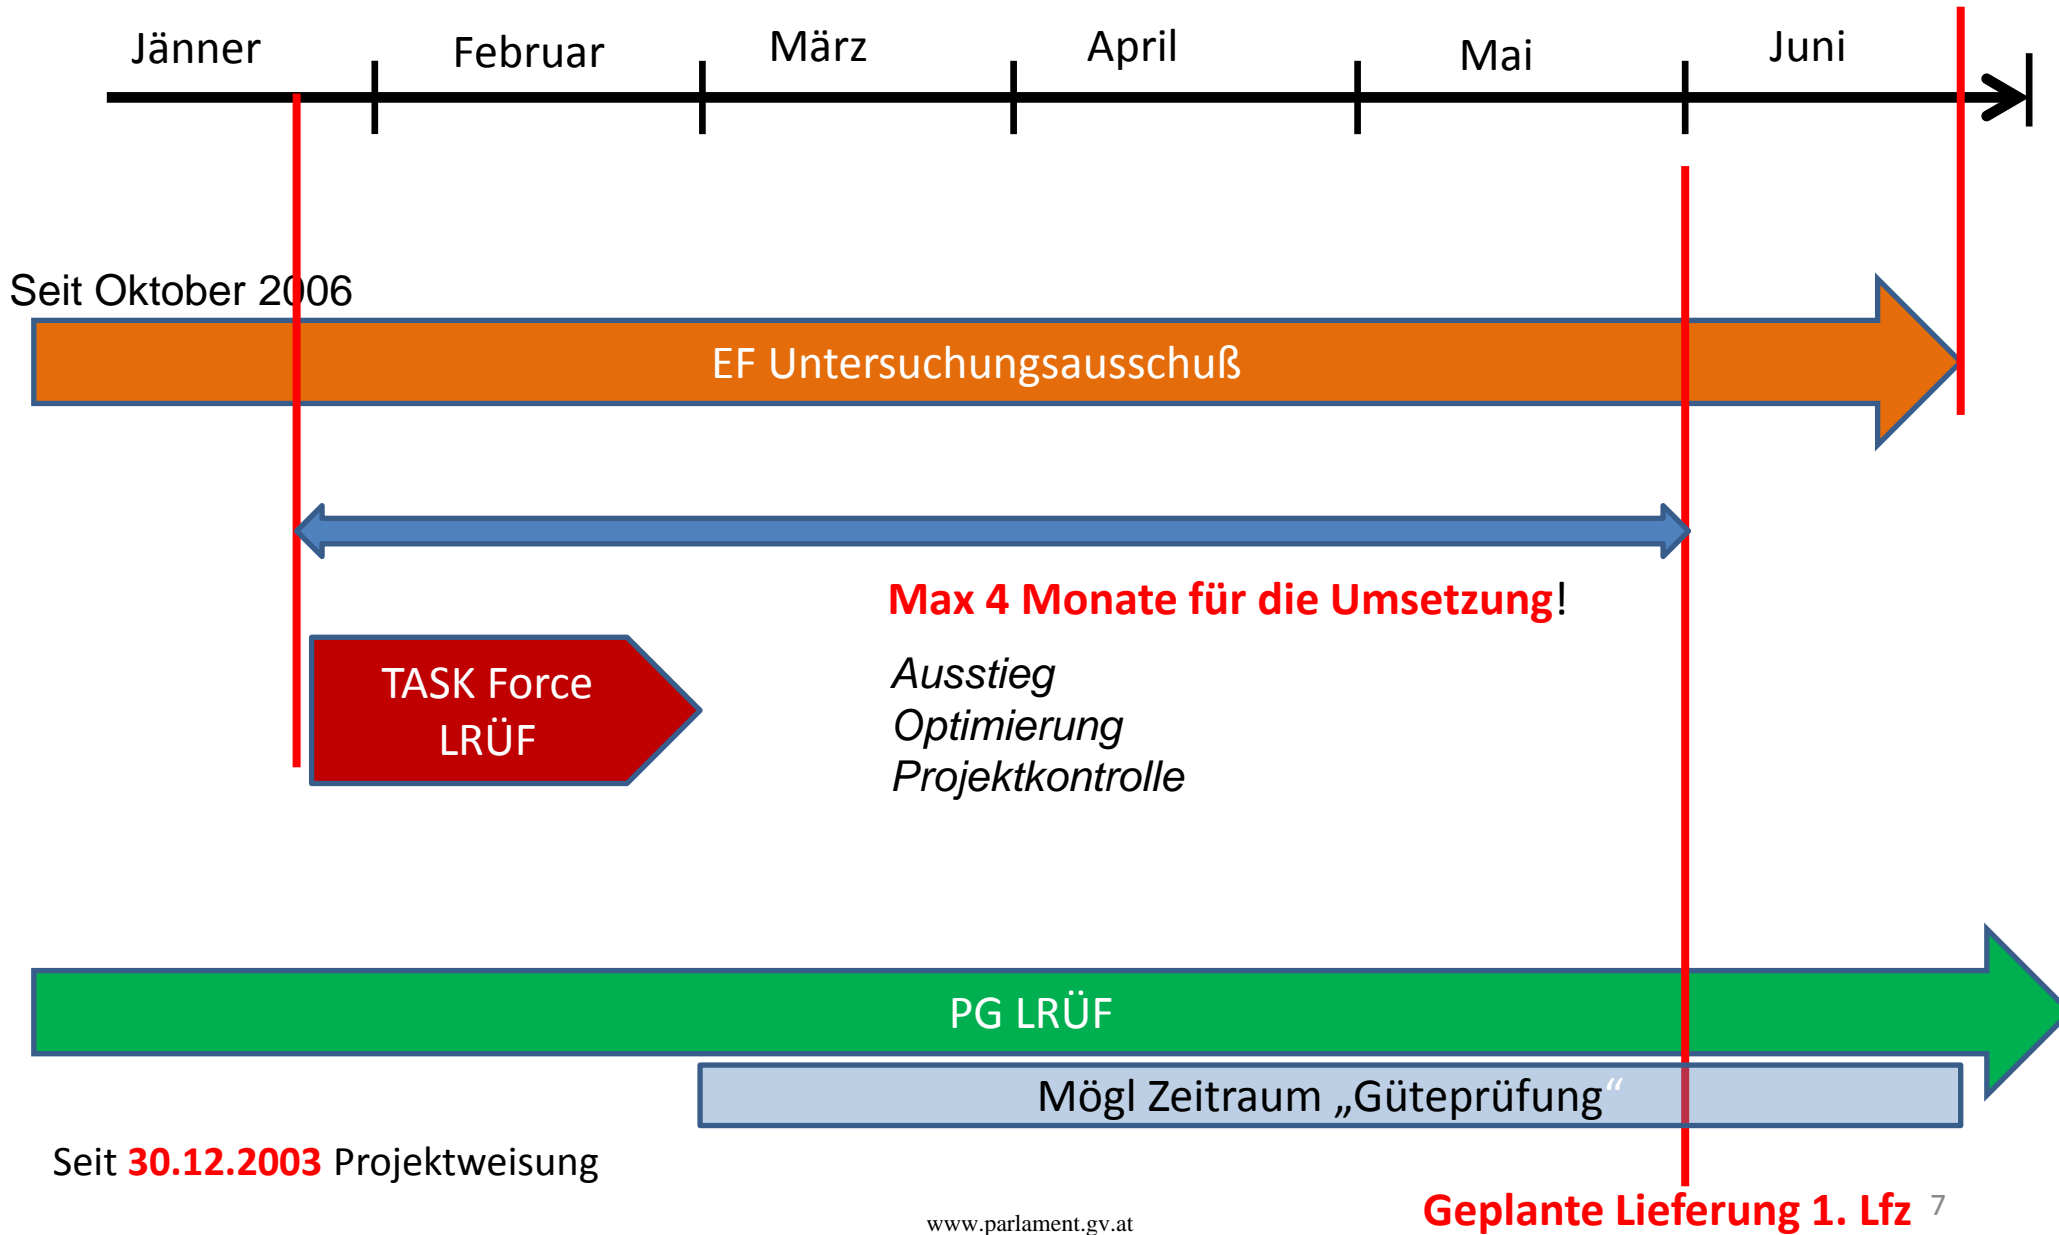 Jänner
Februar
März
April
Mai
Juni
Seit Oktober 2006
EF Untersuchungsausschuß
Max 4 Monate für die Umsetzung!
TASK Force
LRÜF
Ausstieg
Optimierung
Projektkontrolle
PG LRÜF
Mögl Zeitraum „Güteprüfung“
Seit 30.12.2003 Projektweisung
Geplante Lieferung 1. Lfz
7
www.parlament.gv.at